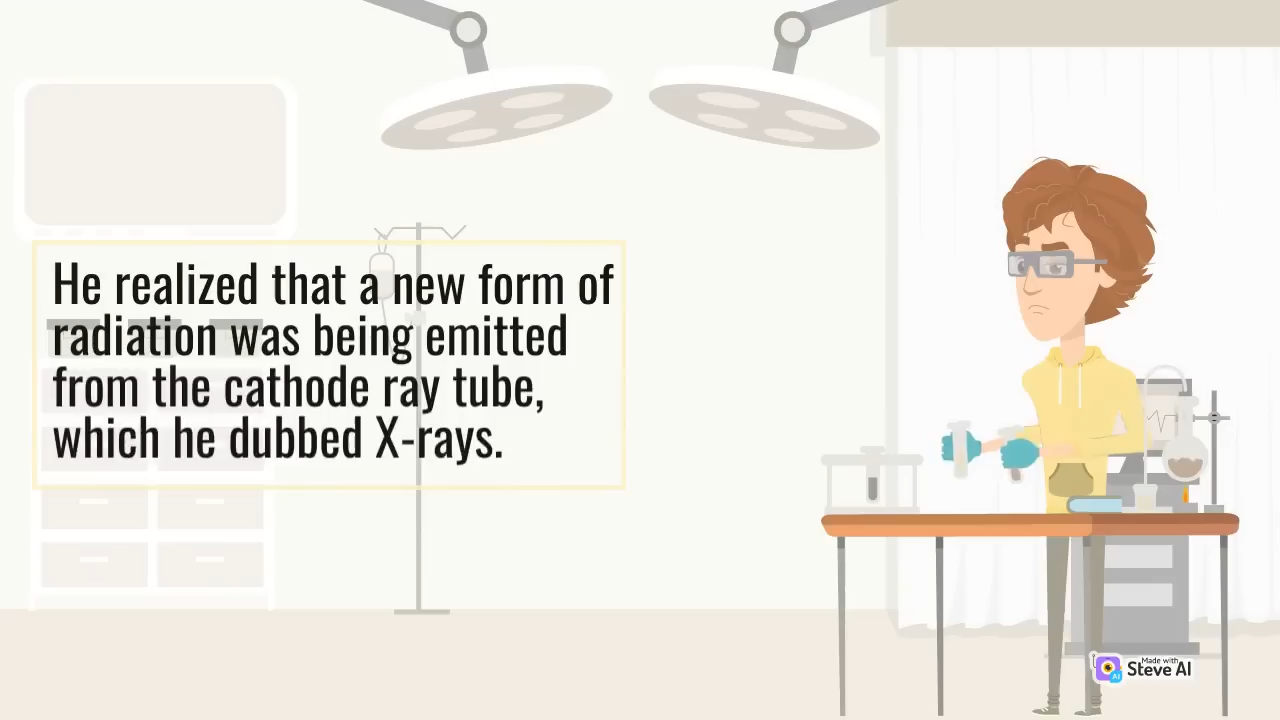 He realized that a new form of
radiation was being emitted
from the cathode ray tube,
which he dubbed X-rays.
Made with
Steve AI
AI